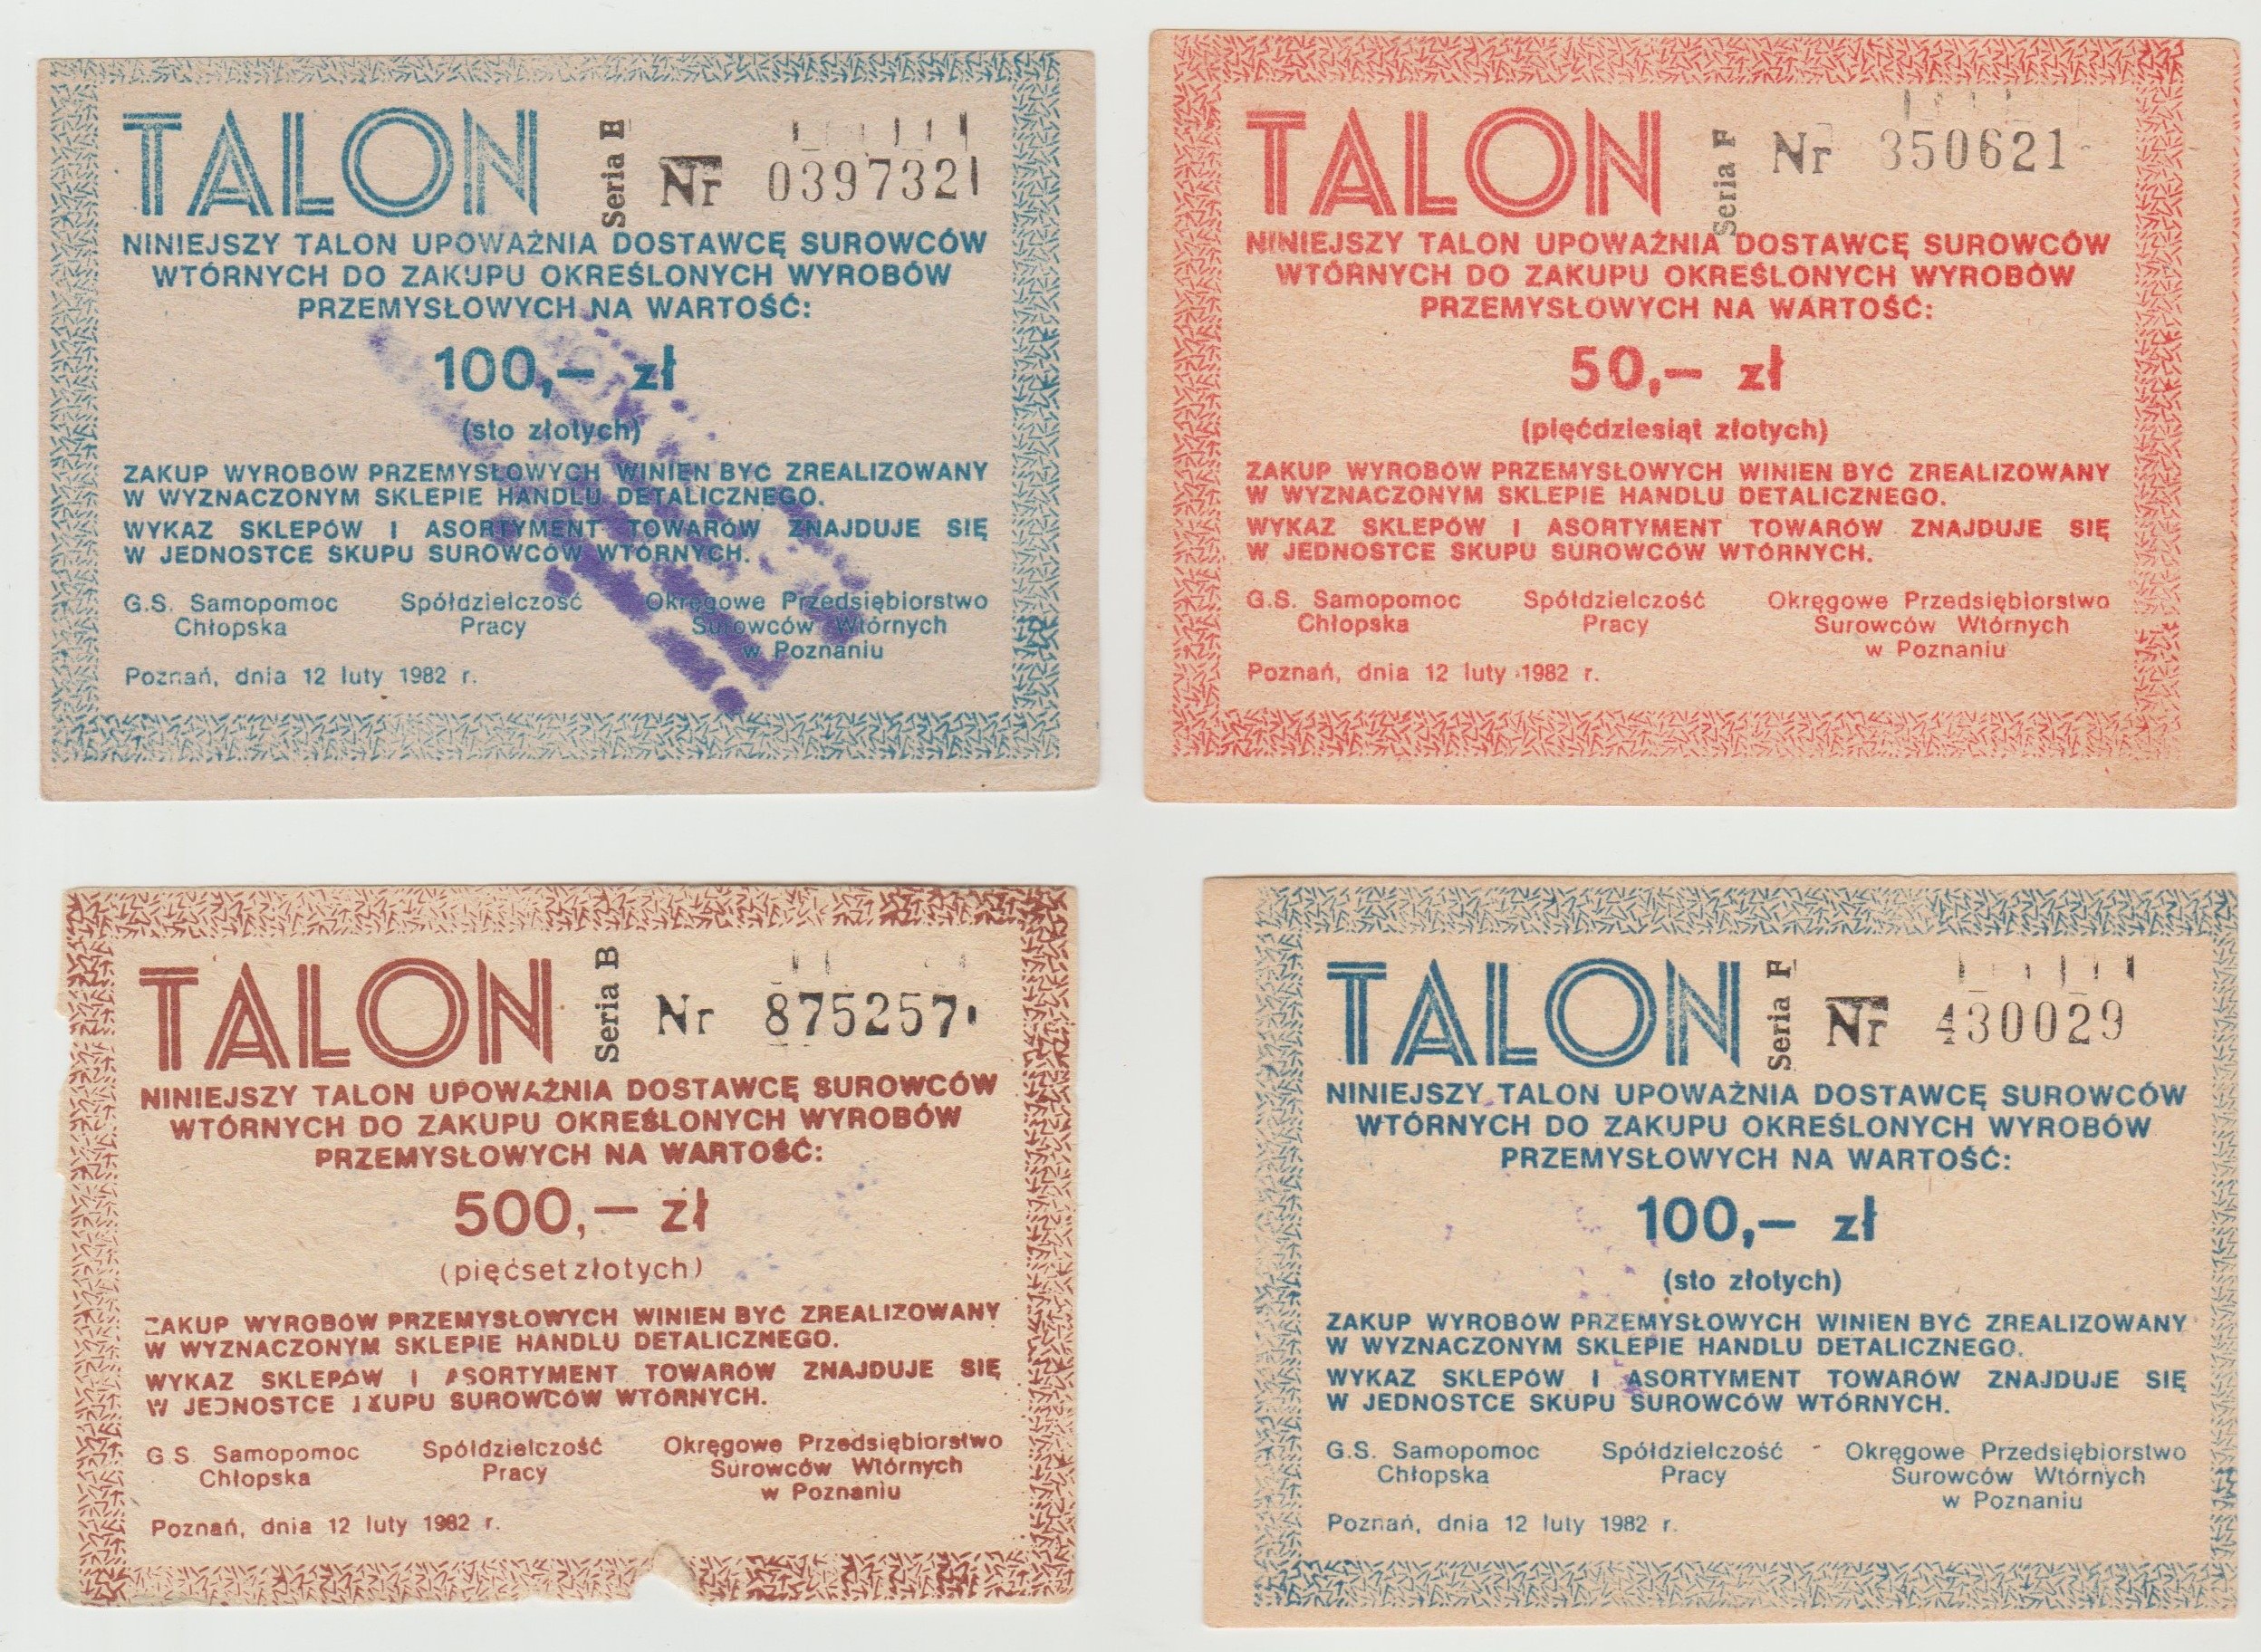 TALON Seria E Nr 0397321
NINIEJSZY TALON UPOWAŻNIA DOSTAWCĘ SUROWCÓW
WTÓRNYCH DO ZAKUPU OKREŚLONYCH WYROBÓW
PRZEMYSŁOWYCH NA WARTOŚĆ:
100,— zł
(sto złotych)
ZAKUP WYROBÓW PRZEMYSŁOWYCH WINIEN BYĆ ZREALIZOWANY
W WYZNACZONYM SKLEPIE HANDLU DETALICZNEGO.
WYKAZ SKLEPÓW I ASORTYMENT TOWARÓW ZNAJDUJE SIĘ
W JEDNOSTCE SKUPU SUROWCÓW WTÓRNYCH.
G.S. Samopomoc Spółdzielczość Okręgowe Przedsiębiorstwo
Chłopska Pracy Surowców Wtórnych
w Poznaniu
Poznań, dnia 12 luty 1982 r.
TALON Seria F Nr 350621
NINIEJSZY TALON UPOWAŻNIA DOSTAWCĘ SUROWCÓW
WTÓRNYCH DO ZAKUPU OKREŚLONYCH WYROBÓW
PRZEMYSŁOWYCH NA WARTOŚĆ:
50,— zł
(pięćdziesiąt złotych)
ZAKUP WYROBÓW PRZEMYSŁOWYCH WINIEN BYĆ ZREALIZOWANY
W WYZNACZONYM SKLEPIE HANDLU DETALICZNEGO.
WYKAZ SKLEPÓW I ASORTYMENT TOWARÓW ZNAJDUJE SIĘ
W JEDNOSTCE SKUPU SUROWCÓW WTÓRNYCH.
G.S. Samopomoc Spółdzielczość Okręgowe Przedsiębiorstwo
Chłopska Pracy Surowców Wtórnych
w Poznaniu
Poznań, dnia 12 luty 1982 r.
TALON Seria B Nr 875257
NINIEJSZY TALON UPOWAŻNIA DOSTAWCĘ SUROWCÓW
WTÓRNYCH DO ZAKUPU OKREŚLONYCH WYROBÓW
PRZEMYSŁOWYCH NA WARTOŚĆ:
500,— zł
(pięćset złotych)
ZAKUP WYROBÓW PRZEMYSŁOWYCH WINIEN BYĆ ZREALIZOWANY
W WYZNACZONYM SKLEPIE HANDLU DETALICZNEGO.
WYKAZ SKLEPÓW I ASORTYMENT TOWARÓW ZNAJDUJE SIĘ
W JEDNOSTCE SKUPU SUROWCÓW WTÓRNYCH.
G.S. Samopomoc Spółdzielczość Okręgowe Przedsiębiorstwo
Chłopska Pracy Surowców Wtórnych
w Poznaniu
Poznań, dnia 12 luty 1982 r.
TALON Seria F Nr 430029
NINIEJSZY TALON UPOWAŻNIA DOSTAWCĘ SUROWCÓW
WTÓRNYCH DO ZAKUPU OKREŚLONYCH WYROBÓW
PRZEMYSŁOWYCH NA WARTOŚĆ:
100,— zł
(sto złotych)
ZAKUP WYROBÓW PRZEMYSŁOWYCH WINIEN BYĆ ZREALIZOWANY
W WYZNACZONYM SKLEPIE HANDLU DETALICZNEGO.
WYKAZ SKLEPÓW I ASORTYMENT TOWARÓW ZNAJDUJE SIĘ
W JEDNOSTCE SKUPU SUROWCÓW WTÓRNYCH.
G.S. Samopomoc Spółdzielczość Okręgowe Przedsiębiorstwo
Chłopska Pracy Surowców Wtórnych
w Poznaniu
Poznań, dnia 12 luty 1982 r.